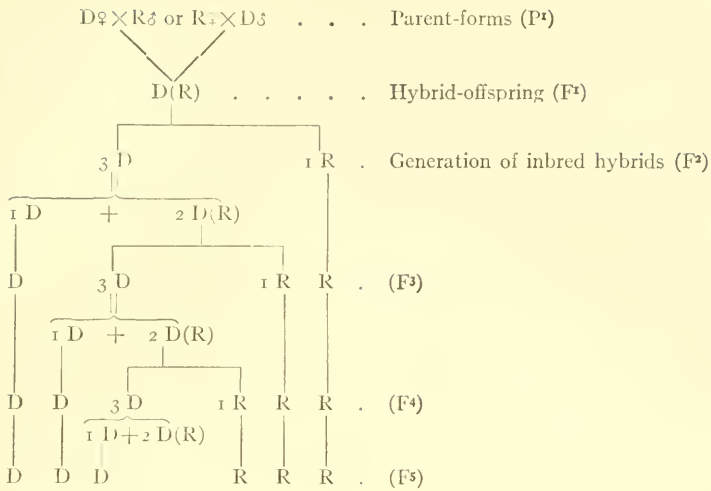 D♀×R♂ or R♀×D♂ . . . Parent-forms (P¹)
D(R) . . . . . Hybrid-offspring (F¹)
3 D 1 R . Generation of inbred hybrids (F²)
1 D + 2 D(R)
D 3 D 1 R R . (F³)
1 D + 2 D(R)
D D 3 D 1 R R R . (F⁴)
1 D+2 D(R)
D D D R R R . (F⁵)